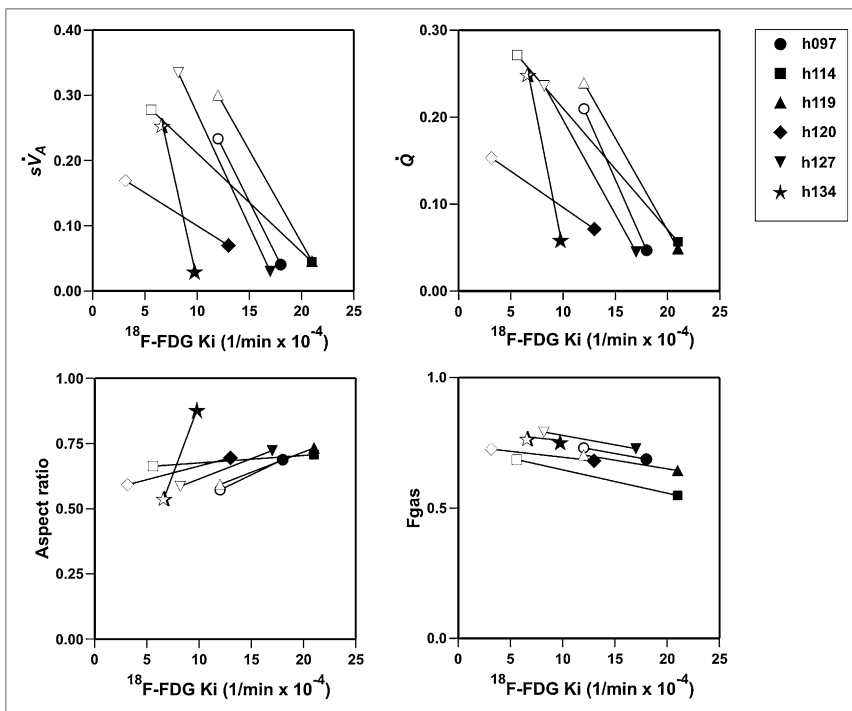 0.40
0.30
0.20
0.10
0.00
sV̇A
0 5 10 15 20 25
18F-FDG Ki (1/min x 10-4)
0.30
0.20
0.10
0.00
Q̇
0 5 10 15 20 25
18F-FDG Ki (1/min x 10-4)
h097
h114
h119
h120
h127
h134
1.00
0.75
0.50
0.25
0.00
Aspect ratio
0 5 10 15 20 25
18F-FDG Ki (1/min x 10-4)
1.0
0.5
0.0
Fgas
0 5 10 15 20 25
18F-FDG Ki (1/min x 10-4)